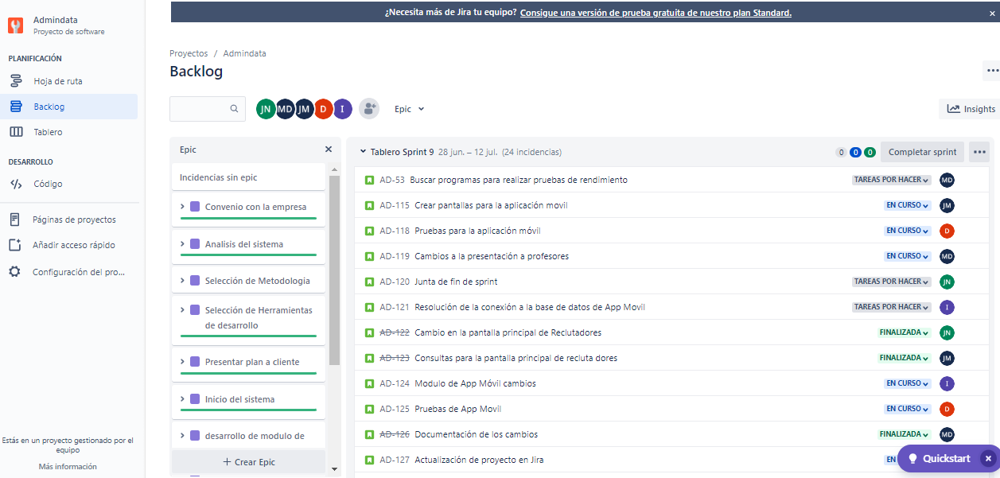 Admindata
Proyecto de software
PLANIFICACIÓN
Hoja de ruta
Backlog
Tablero
DESARROLLO
Código
Páginas de proyectos
Añadir acceso rápido
Configuración del pro...
Estás en un proyecto gestionado por el
equipo
Más información
¿Necesita más de Jira tu equipo? Consigue una versión de prueba gratuita de nuestro plan Standard.
Proyectos / Admindata
Backlog
JN MD JM D I
Epic
Insights
Epic
Incidencias sin epic
Convenio con la empresa
Analisis del sistema
Selección de Metodologia
Selección de Herramientas
de desarrollo
Presentar plan a cliente
Inicio del sistema
desarrollo de modulo de
+ Crear Epic
Tablero Sprint 9 28 jun. – 12 jul. (24 incidencias) 0 0 0 Completar sprint
AD-53 Buscar programas para realizar pruebas de rendimiento TAREAS POR HACER MD
AD-115 Crear pantallas para la aplicación movil EN CURSO JM
AD-118 Pruebas para la aplicación móvil EN CURSO D
AD-119 Cambios a la presentación a profesores EN CURSO MD
AD-120 Junta de fin de sprint TAREAS POR HACER JN
AD-121 Resolución de la conexión a la base de datos de App Movil TAREAS POR HACER I
AD-122 Cambio en la pantalla principal de Reclutadores FINALIZADA JN
AD-123 Consultas para la pantalla principal de recluta dores FINALIZADA JM
AD-124 Modulo de App Móvil cambios EN CURSO I
AD-125 Pruebas de App Movil EN CURSO D
AD-126 Documentación de los cambios FINALIZADA MD
AD-127 Actualización de proyecto en Jira EN
Quickstart